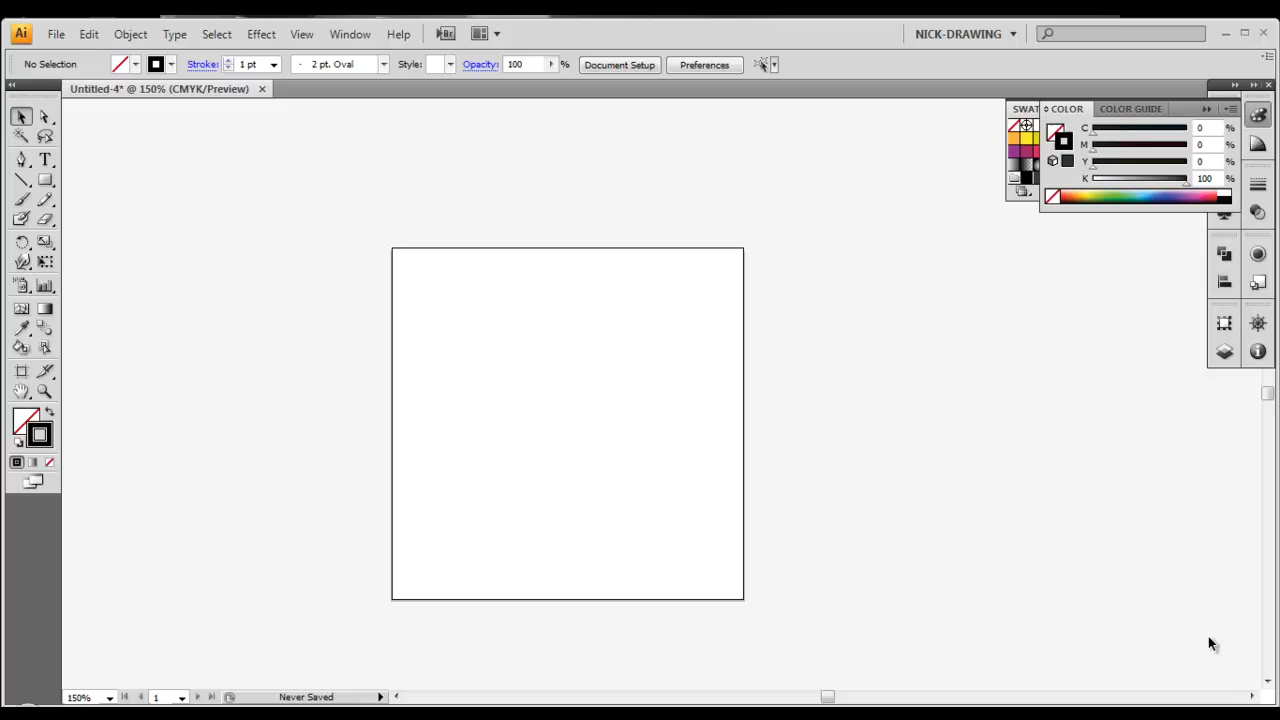 Ai File Edit Object Type Select Effect View Window Help Br NICK-DRAWING
No Selection Stroke: 1 pt 2 pt. Oval Style: Opacity: 100 % Document Setup Preferences
Untitled-4* @ 150% (CMYK/Preview)
SWAT COLOR COLOR GUIDE
C 0 %
M 0 %
Y 0 %
K 100 %
T
150% 1 Never Saved